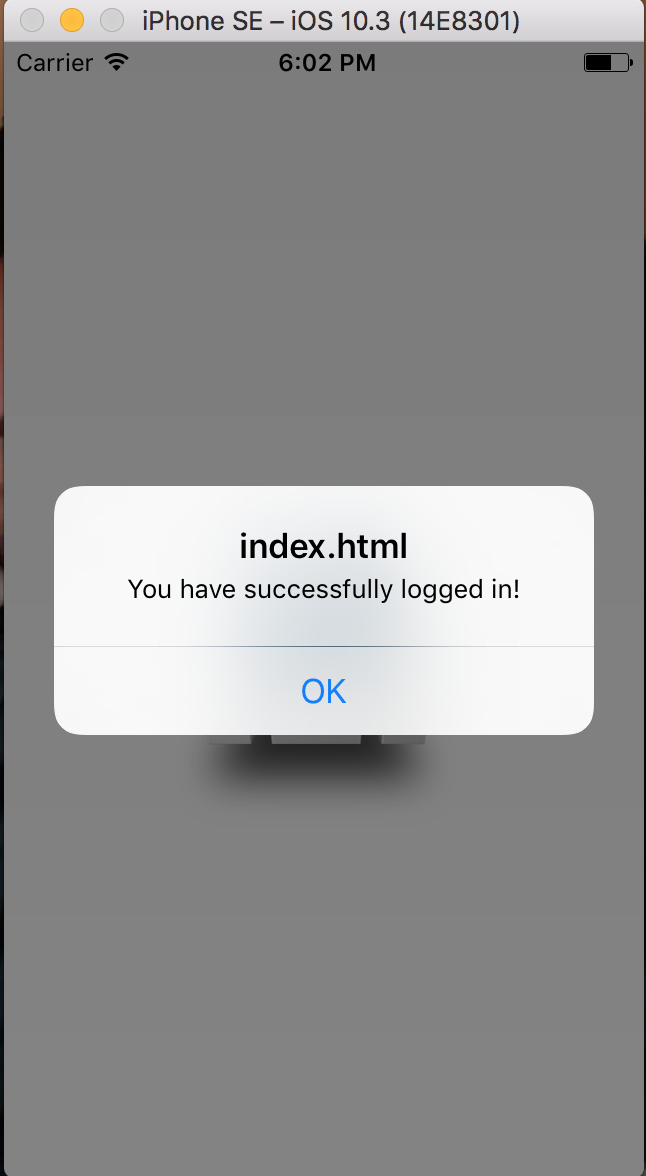 iPhone SE – iOS 10.3 (14E8301)
Carrier 6:02 PM
index.html
You have successfully logged in!
OK